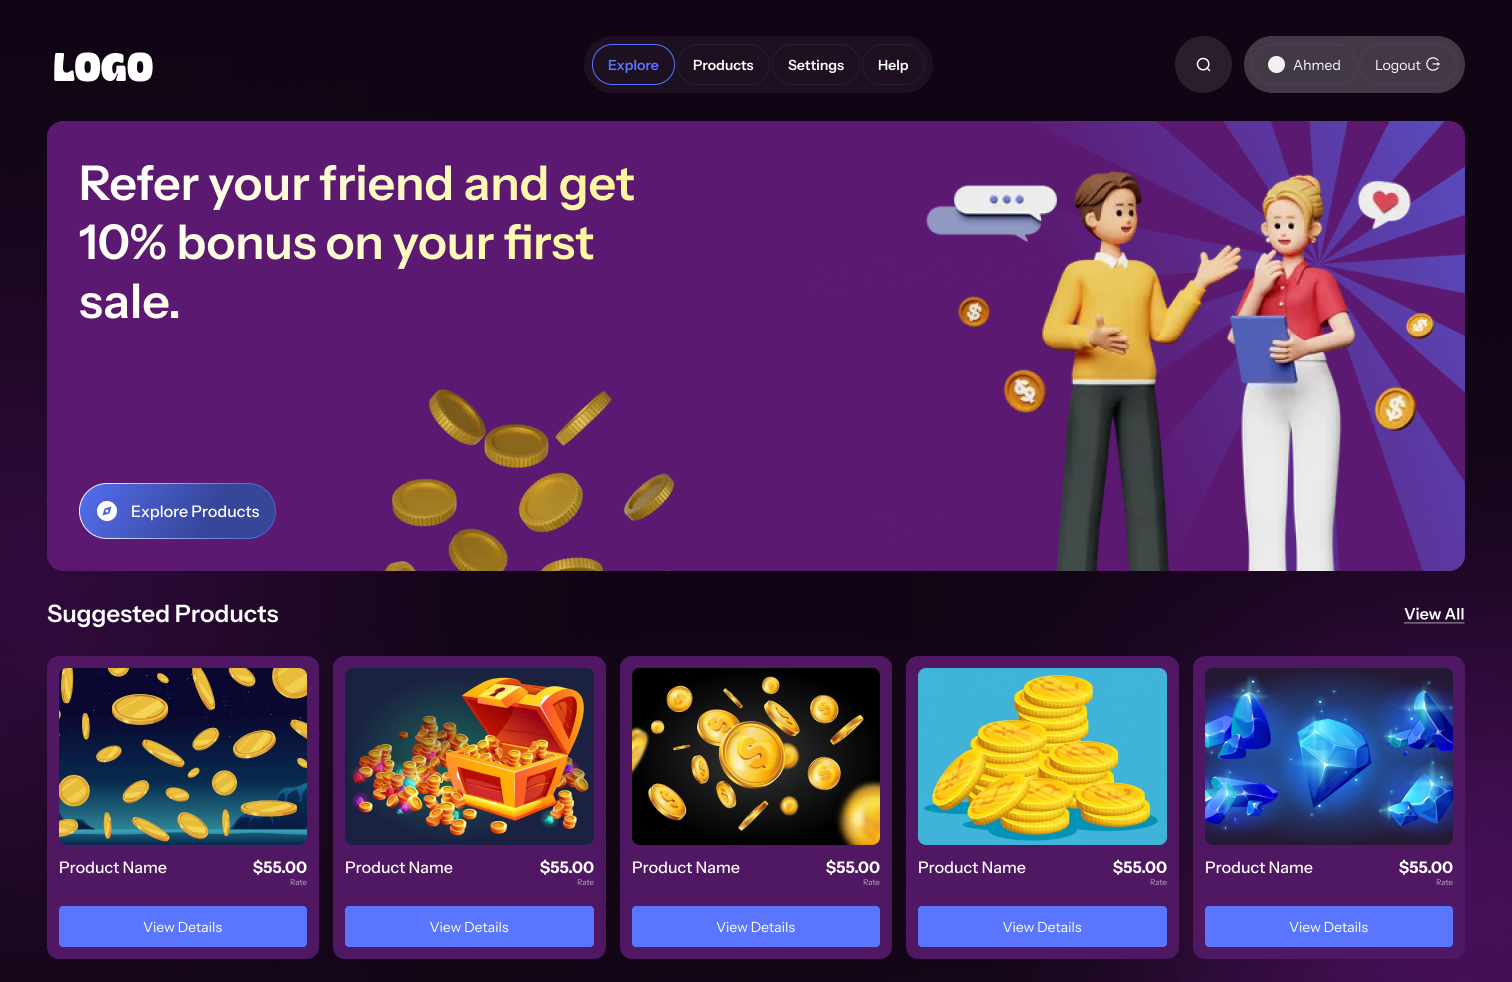 LOGO
Explore
Products
Settings
Help
Ahmed
Logout
Refer your friend and get
10% bonus on your first
sale.
Explore Products
Suggested Products
View All
Product Name
$55.00
Rate
View Details
Product Name
$55.00
Rate
View Details
Product Name
$55.00
Rate
View Details
Product Name
$55.00
Rate
View Details
Product Name
$55.00
Rate
View Details